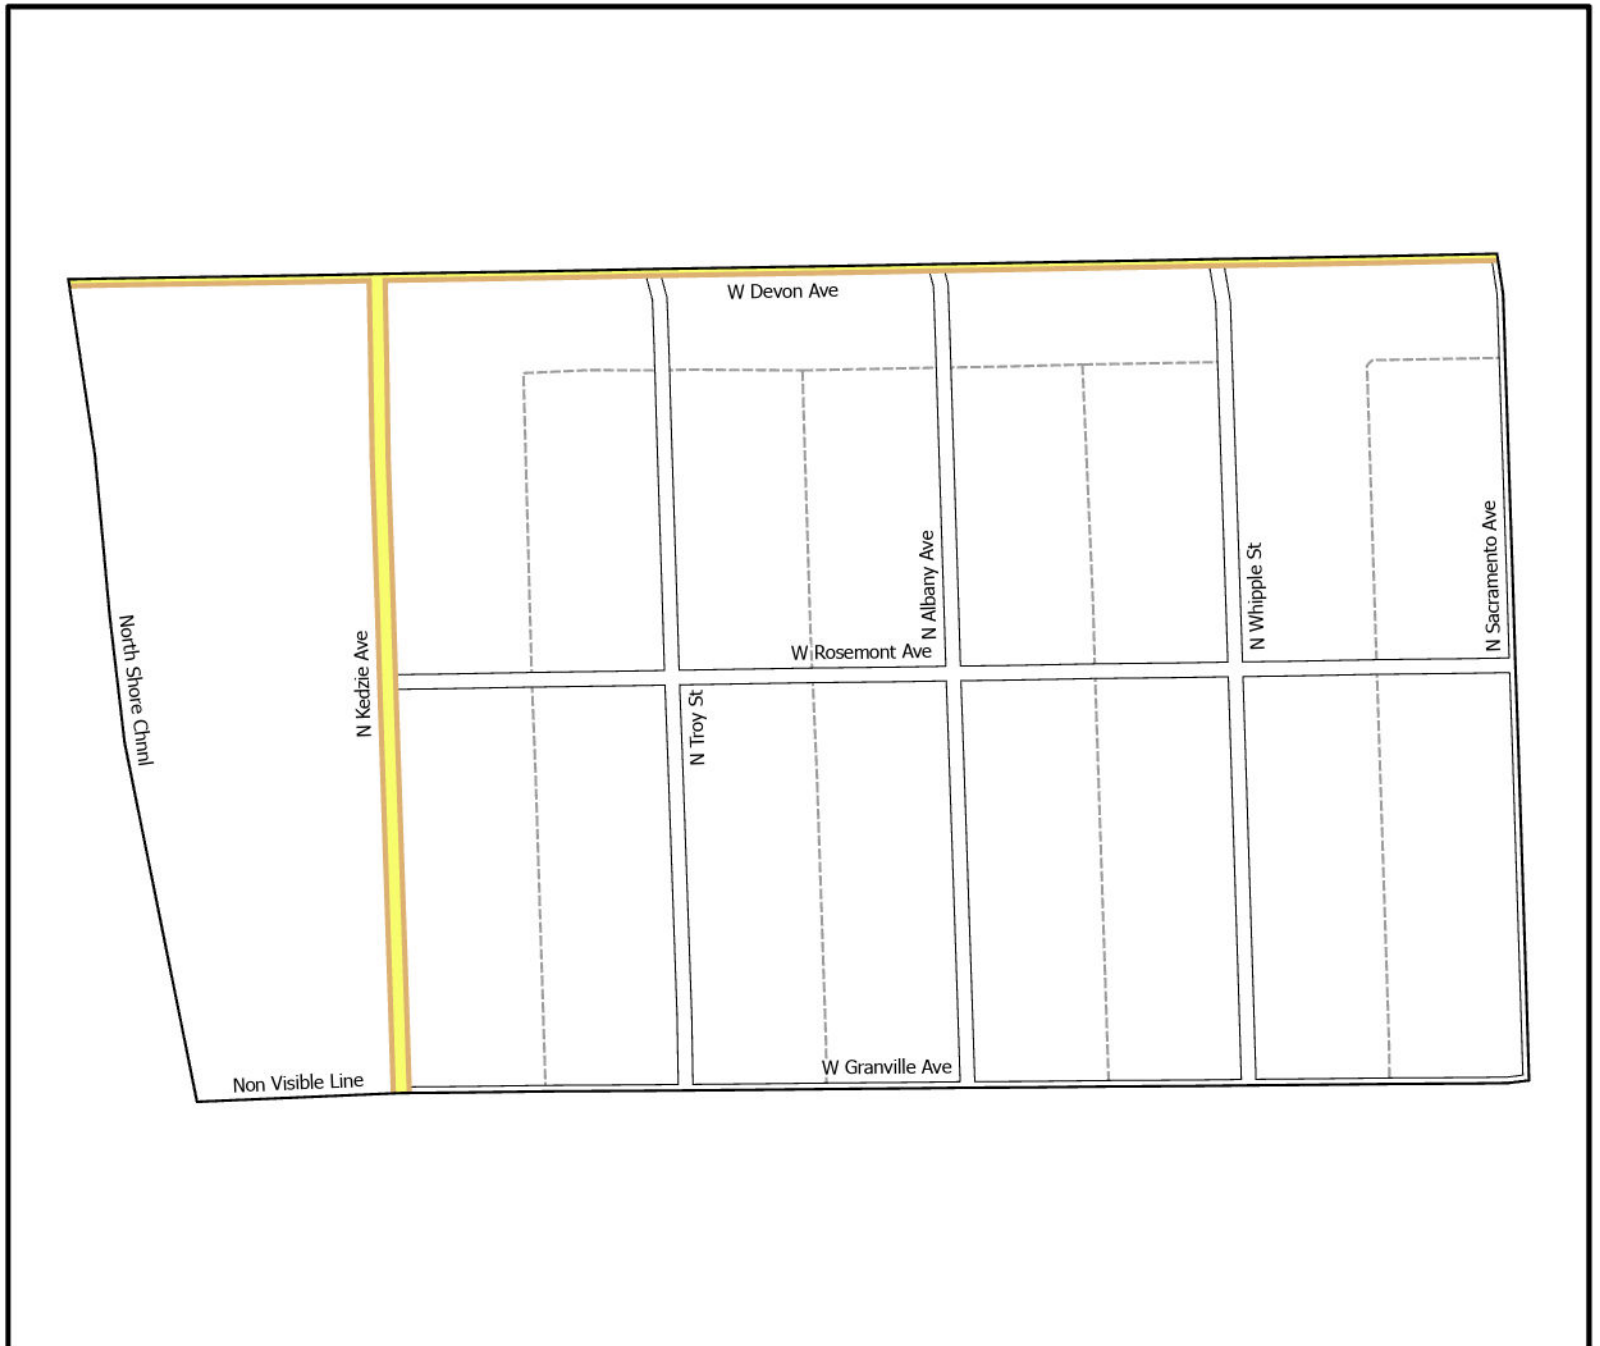 W Devon Ave
N Albany Ave
N Sacramento Ave
N Whipple St
North Shore Chnnl
N Kedzie Ave
W Rosemont Ave
N Troy St
W Granville Ave
Non Visible Line